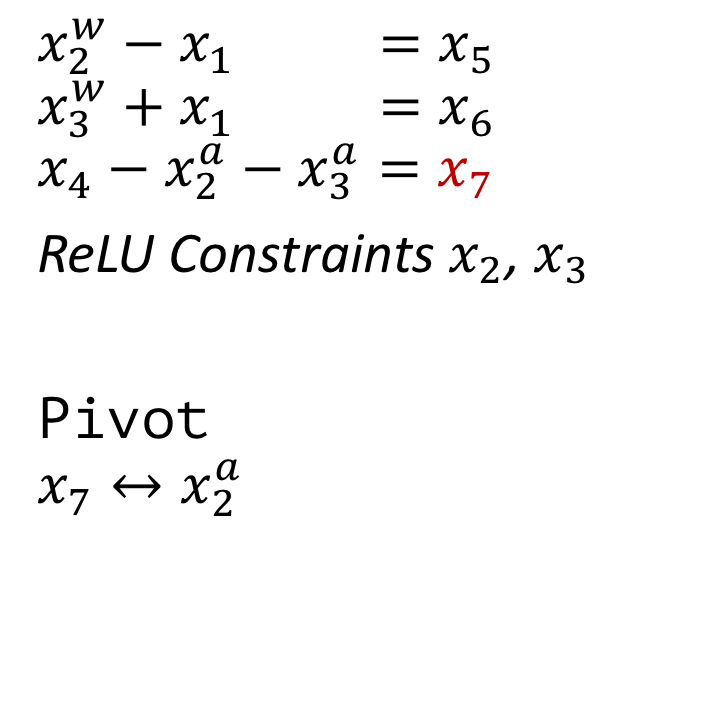 𝑥₂ʷ − 𝑥₁ = 𝑥₅
𝑥₃ʷ + 𝑥₁ = 𝑥₆
𝑥₄ − 𝑥₂ᵃ − 𝑥₃ᵃ = 𝑥₇
ReLU Constraints 𝑥₂, 𝑥₃
Pivot
𝑥₇ ↔ 𝑥₂ᵃ